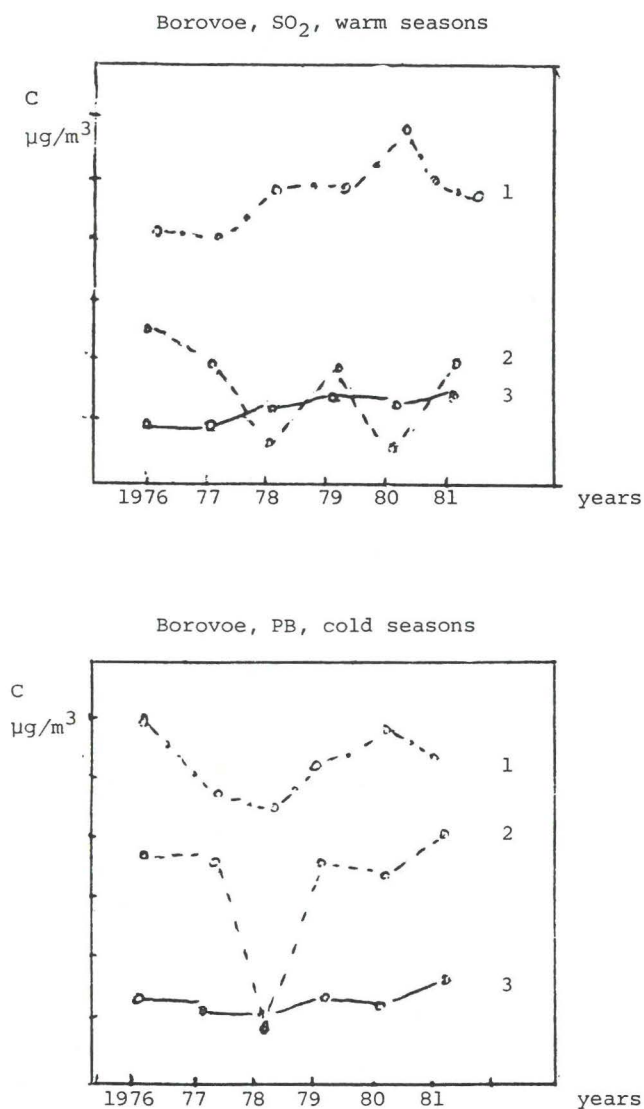 Borovoe, SO2, warm seasons
C
µg/m3
1
2
3
1976 77 78 79 80 81 years
Borovoe, PB, cold seasons
C
µg/m3
1
2
3
1976 77 78 79 80 81 years